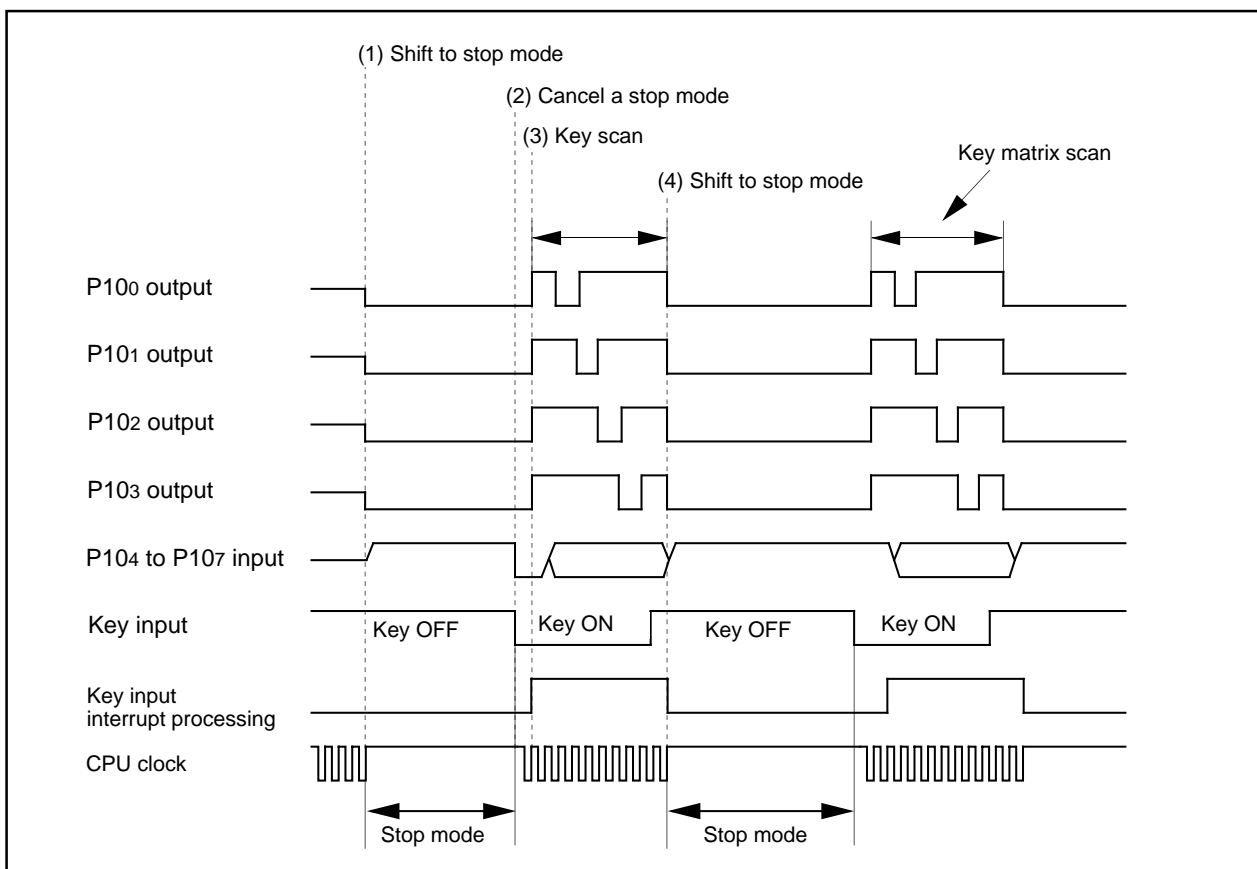 (1) Shift to stop mode
(2) Cancel a stop mode
(3) Key scan
Key matrix scan
(4) Shift to stop mode
P100 output
P101 output
P102 output
P103 output
P104 to P107 input
Key input
Key OFF
Key ON
Key OFF
Key ON
Key input
interrupt processing
CPU clock
Stop mode
Stop mode